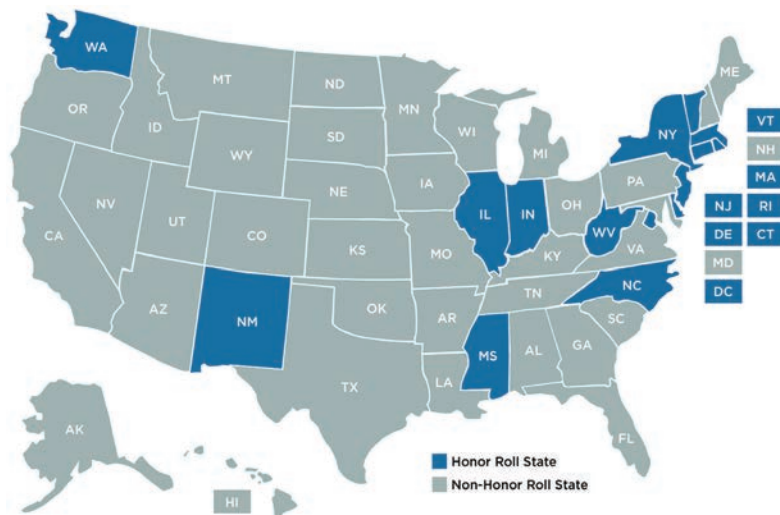 WA
MT
ND
MN
ME
OR
ID
SD
WI
MI
NY
VT
NH
MA
WY
NE
IA
IL
IN
OH
PA
NJ
RI
NV
UT
CO
KS
MO
WV
VA
KY
DE
CT
CA
MD
AZ
NM
OK
AR
TN
NC
SC
DC
TX
LA
MS
AL
GA
AK
HI
FL
Honor Roll State
Non-Honor Roll State